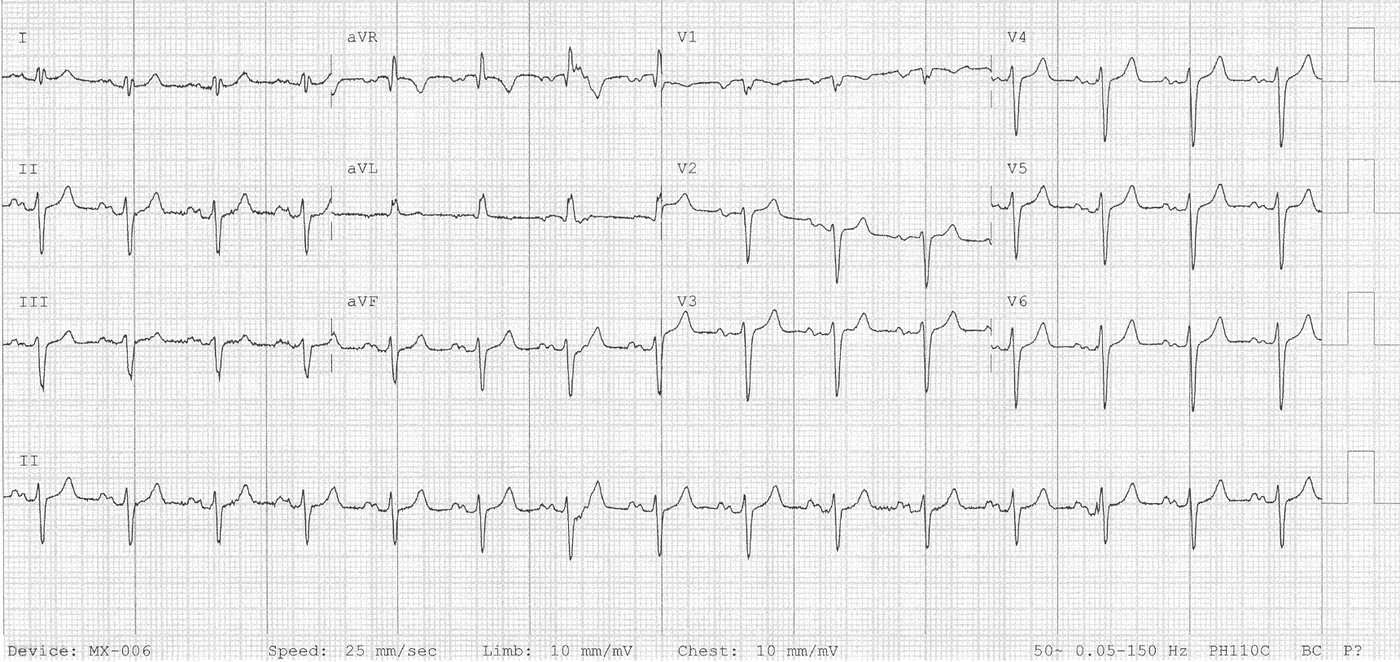 I aVR V1 V4
II aVL V2 V5
III aVF V3 V6
II
Device: MX-006 Speed: 25 mm/sec Limb: 10 mm/mV Chest: 10 mm/mV 50~ 0.05-150 Hz PH110C BC P?